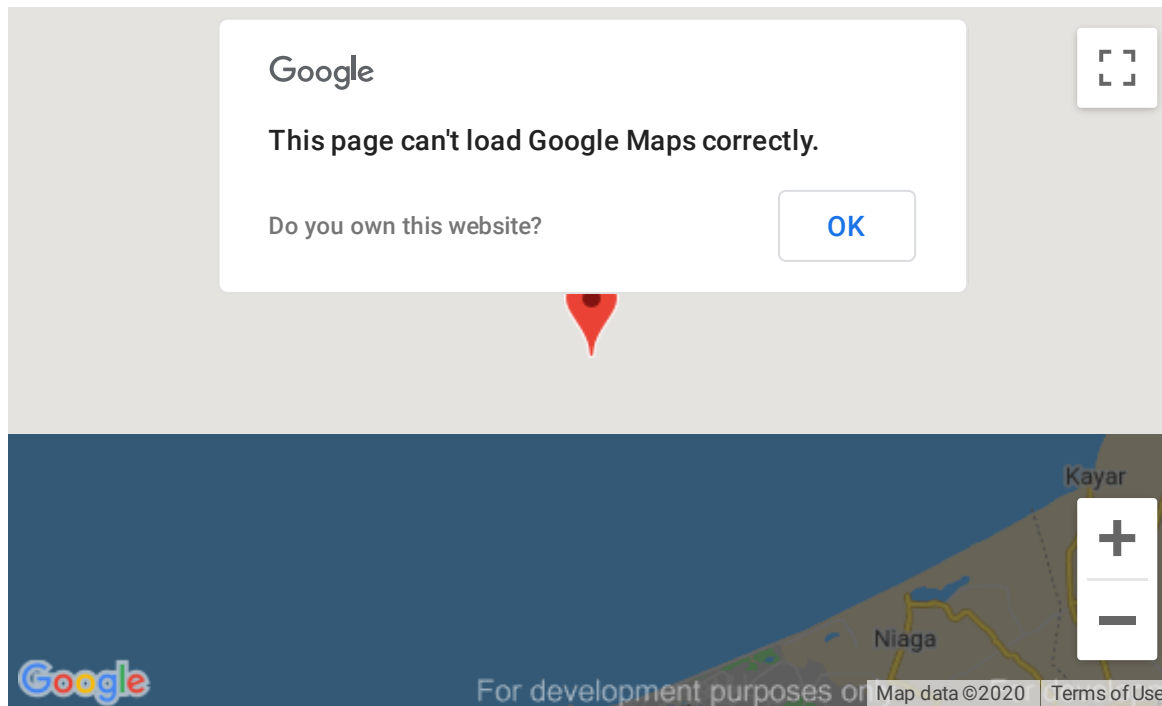 Google
This page can't load Google Maps correctly.
Do you own this website?
OK
Kayar
Niaga
Google
For development purposes on
Map data ©2020
Terms of Use